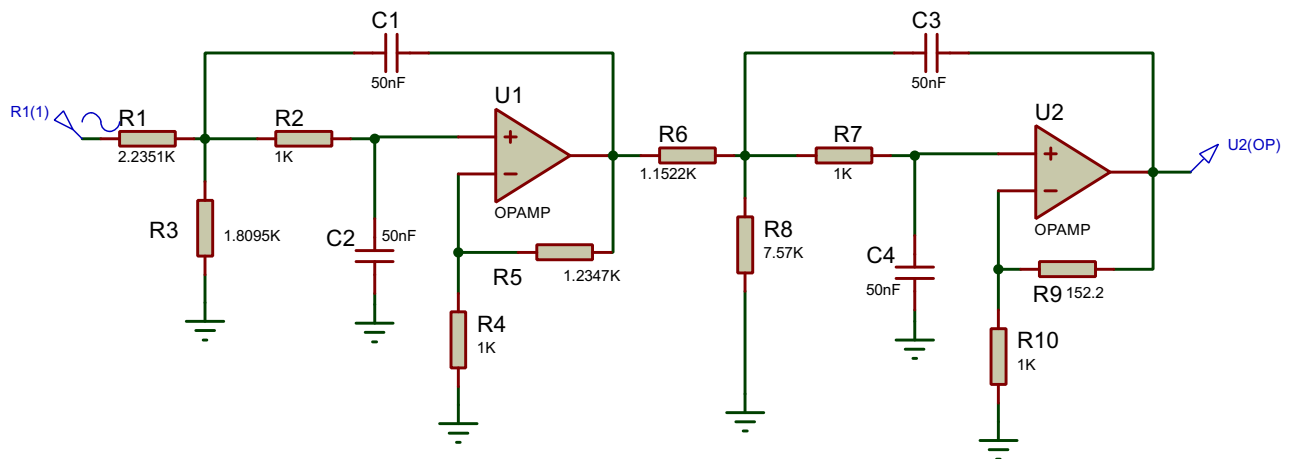 C1
50nF
C3
50nF
R1(1)
R1
2.2351K
R2
1K
U1
OPAMP
R6
1.1522K
R7
1K
U2
OPAMP
U2(OP)
R3
1.8095K
C2
50nF
R5
1.2347K
R4
1K
R8
7.57K
C4
50nF
R9
152.2
R10
1K